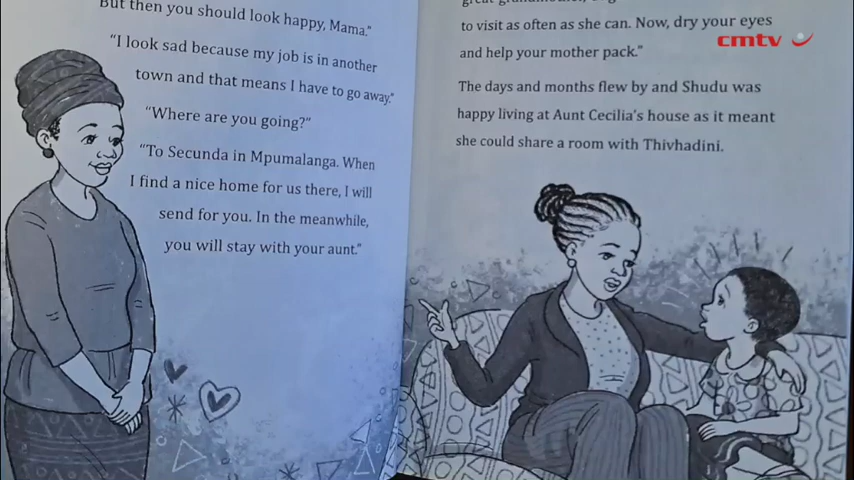 But then you should look happy, Mama."
"I look sad because my job is in another
town and that means I have to go away."
"Where are you going?"
"To Secunda in Mpumalanga. When
I find a nice home for us there, I will
send for you. In the meanwhile,
you will stay with your aunt."
to visit as often as she can. Now, dry your eyes
and help your mother pack."
The days and months flew by and Shudu was
happy living at Aunt Cecilia's house as it meant
she could share a room with Thivhadini.
cmtv